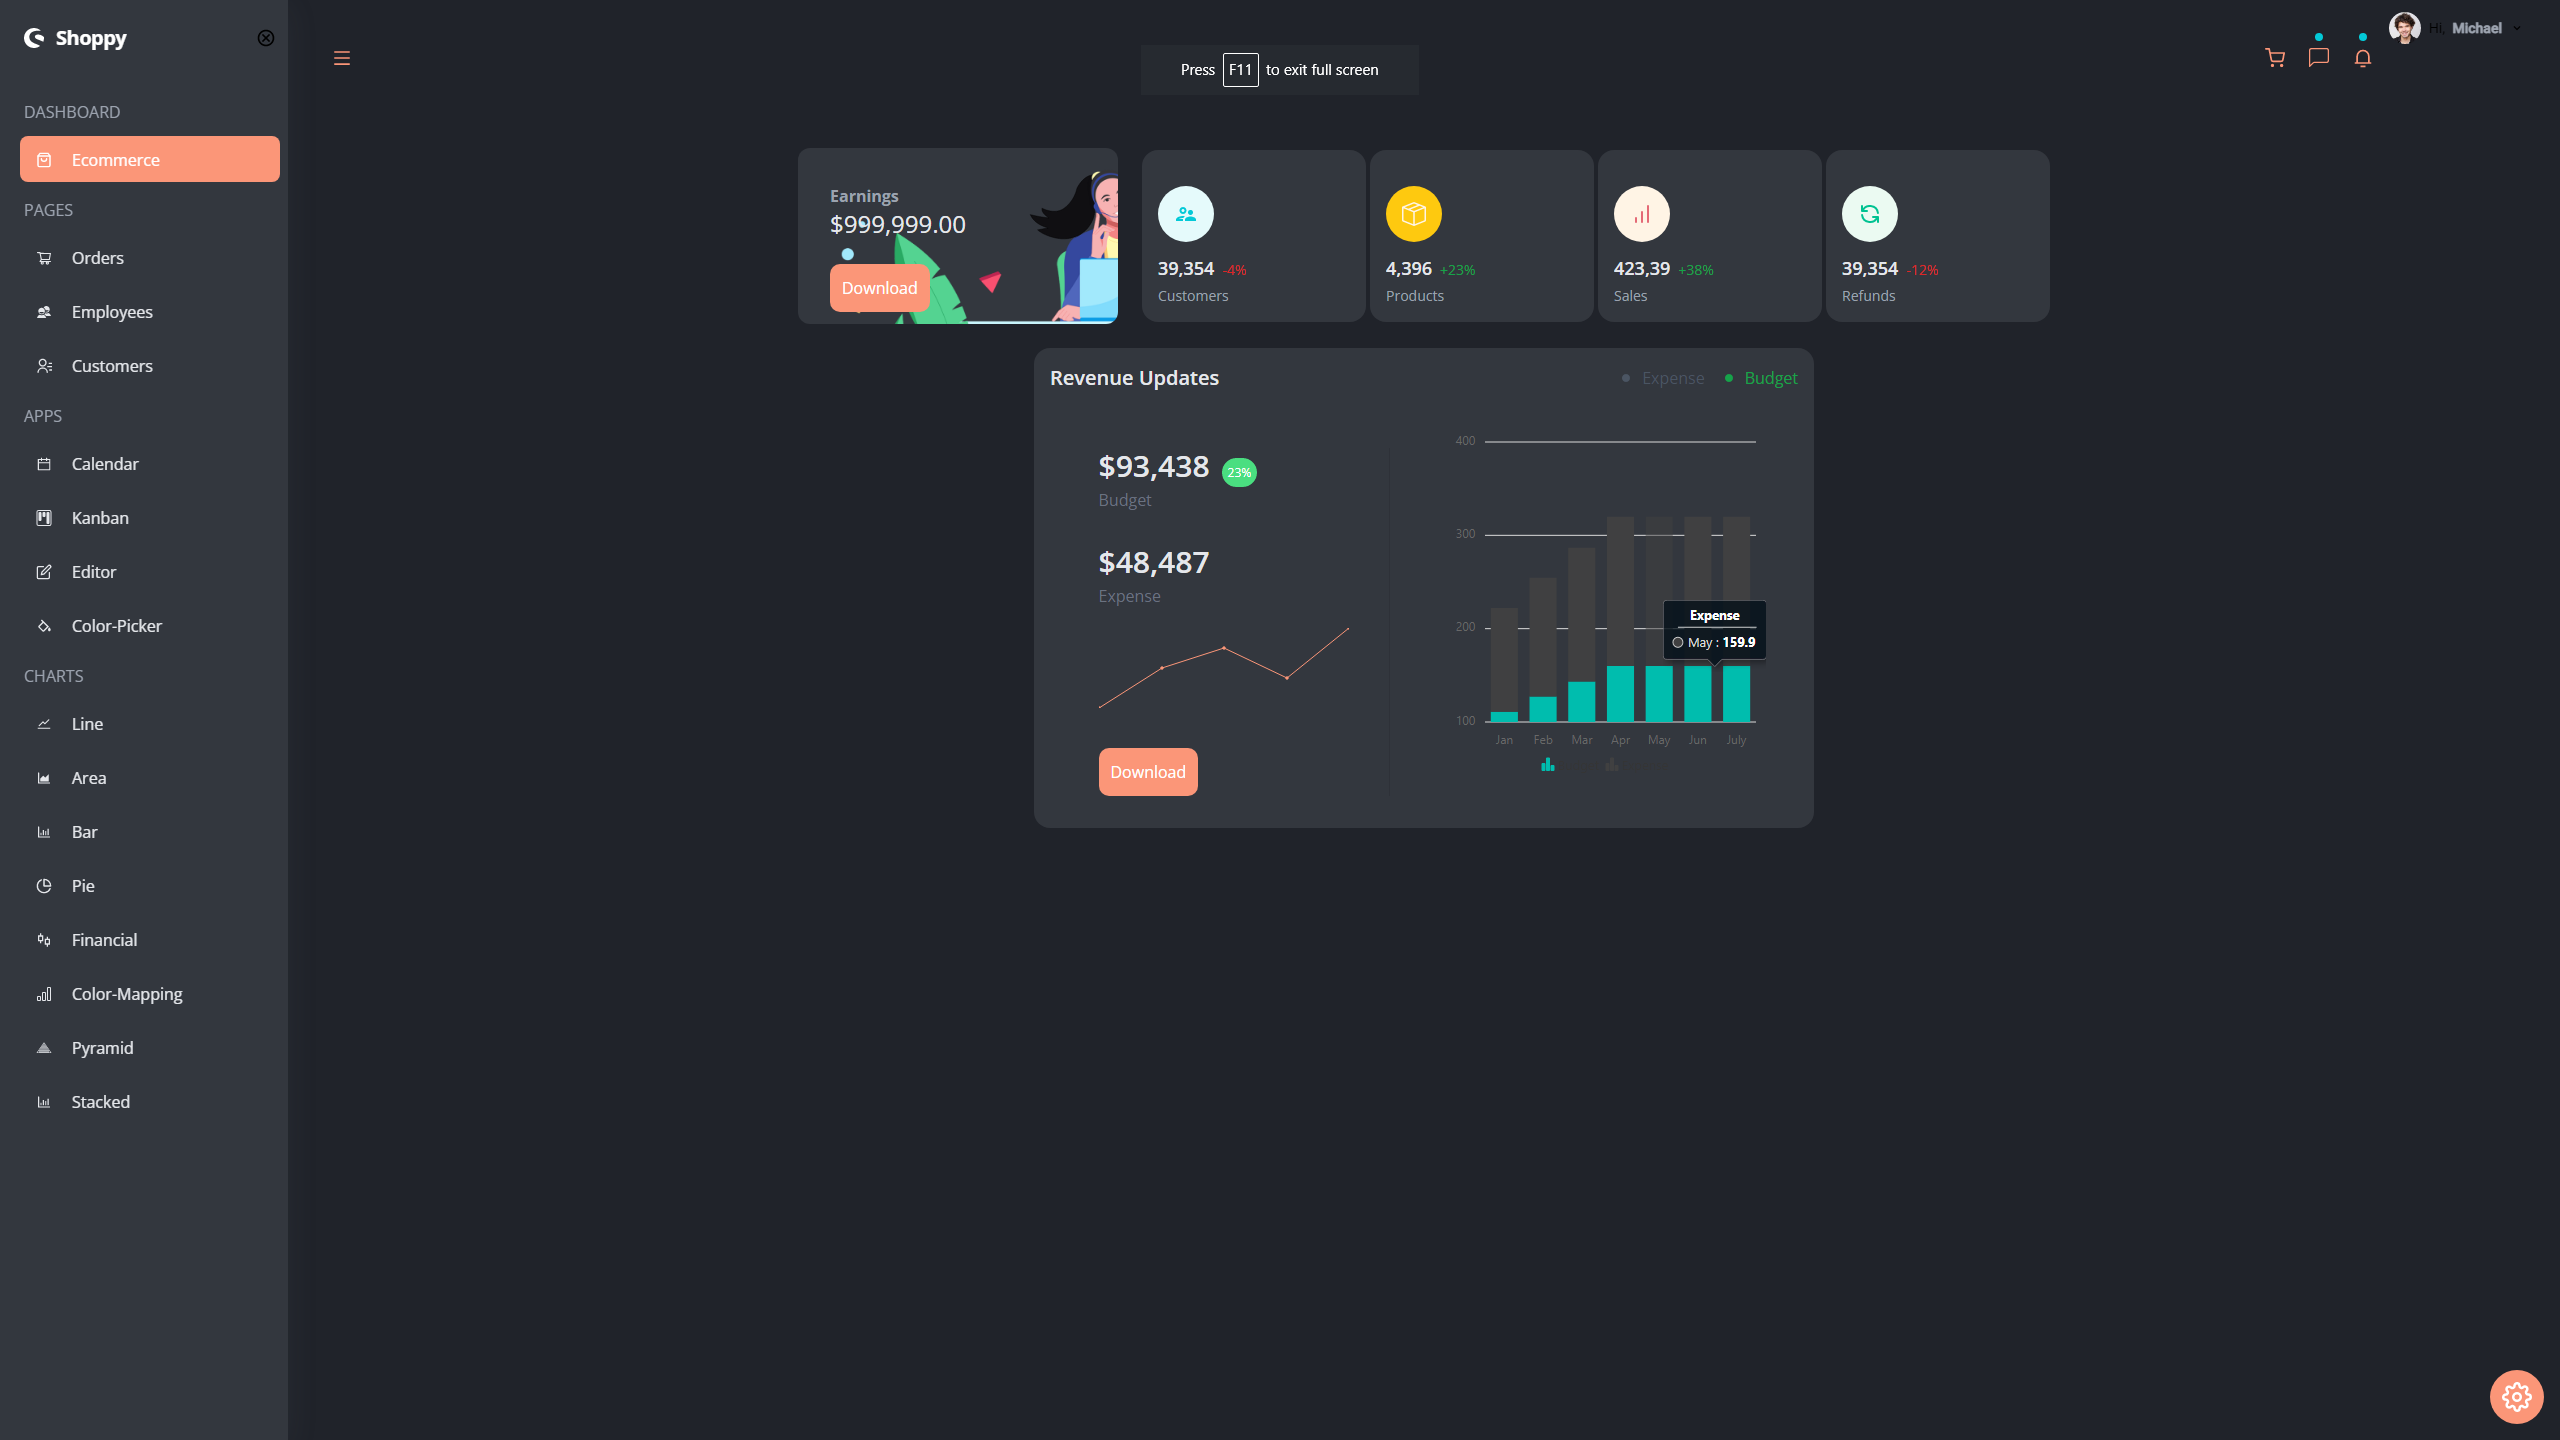 Shoppy
DASHBOARD
Ecommerce
PAGES
Orders
Employees
Customers
APPS
Calendar
Kanban
Editor
Color-Picker
CHARTS
Line
Area
Bar
Pie
Financial
Color-Mapping
Pyramid
Stacked
Press F11 to exit full screen
Hi, Michael
Earnings
$999,999.00
Download
39,354 -4%
Customers
4,396 +23%
Products
423,39 +38%
Sales
39,354 -12%
Refunds
Revenue Updates
Expense
Budget
$93,438 23%
Budget
$48,487
Expense
Download
400
300
200
100
Expense
May : 159.9
Jan Feb Mar Apr May Jun July